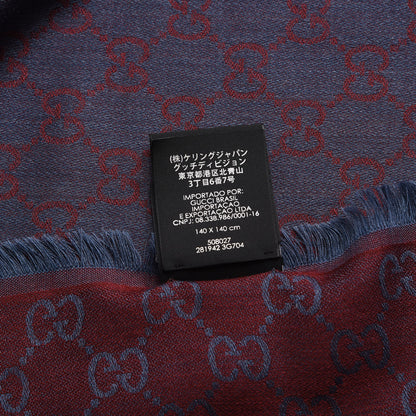 (株)ケリングジャパン
グッチディビジョン
東京都港区北青山
3丁目6番7号
IMPORTADO POR:
GUCCI BRASIL
IMPORTACAO
E EXPORTACAO LTDA
CNPJ: 08.338.986/0001-16
140 X 140 cm
508027
281942 3G704